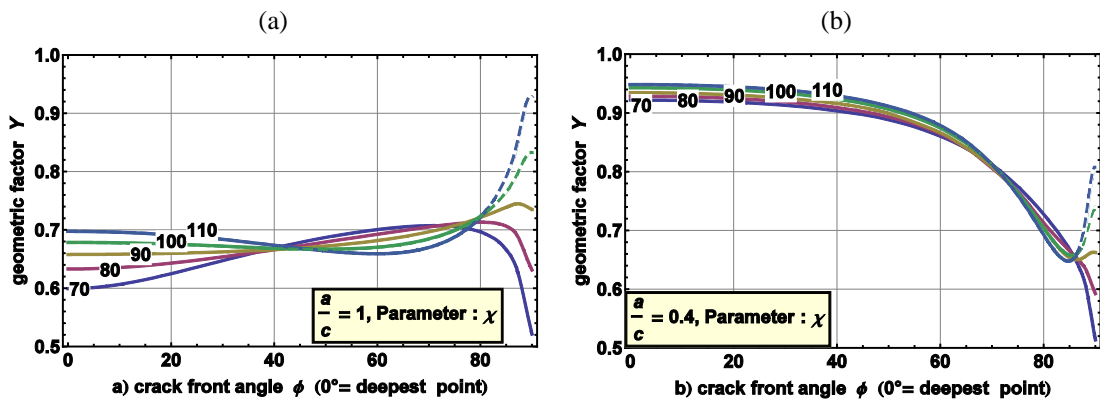 (a)
(b)
geometric factor Y
1.0
0.9
0.8
0.7
0.6
0.5
110
100
90
80
70
a/c = 1, Parameter : χ
0 20 40 60 80
a) crack front angle ϕ (0°= deepest point)
geometric factor Y
1.0
0.9
0.8
0.7
0.6
0.5
70 80 90 100 110
a/c = 0.4, Parameter : χ
0 20 40 60 80
b) crack front angle ϕ (0°= deepest point)